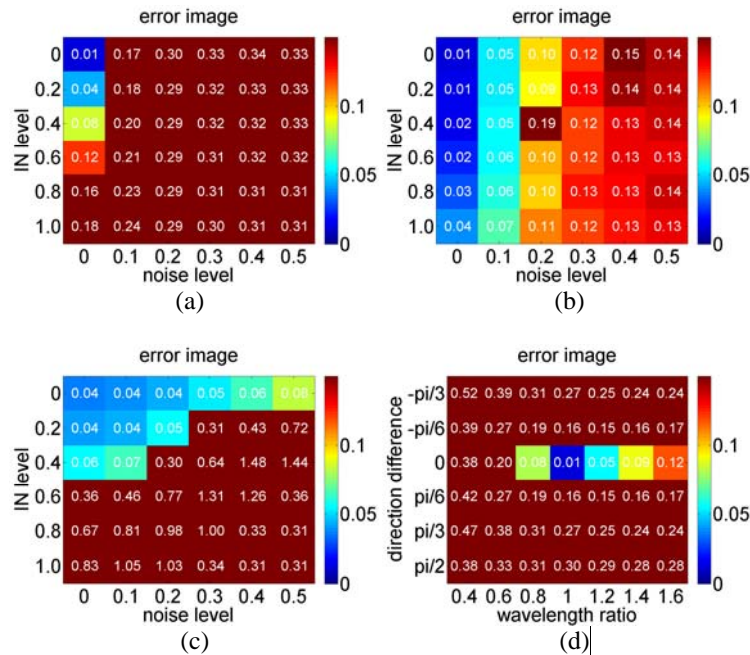 error image
0 0.01 0.17 0.30 0.33 0.34 0.33
0.2 0.04 0.18 0.29 0.32 0.33 0.33
0.4 0.08 0.20 0.29 0.32 0.32 0.33
0.6 0.12 0.21 0.29 0.31 0.32 0.32
0.8 0.16 0.23 0.29 0.31 0.31 0.31
1.0 0.18 0.24 0.29 0.30 0.31 0.31
IN level
0 0.1 0.2 0.3 0.4 0.5
noise level
0.1
0.05
0
(a)
error image
0 0.01 0.05 0.10 0.12 0.15 0.14
0.2 0.01 0.05 0.09 0.13 0.14 0.14
0.4 0.02 0.05 0.19 0.12 0.13 0.14
0.6 0.02 0.06 0.10 0.12 0.13 0.14
0.8 0.03 0.06 0.10 0.13 0.13 0.14
1.0 0.04 0.07 0.11 0.12 0.13 0.13
IN level
0 0.1 0.2 0.3 0.4 0.5
noise level
0.1
0.05
0
(b)
error image
0 0.04 0.04 0.04 0.05 0.06 0.08
0.2 0.04 0.04 0.05 0.31 0.43 0.72
0.4 0.06 0.07 0.30 0.64 1.48 1.44
0.6 0.36 0.46 0.77 1.31 1.26 0.36
0.8 0.67 0.81 0.98 1.00 0.33 0.31
1.0 0.83 1.05 1.03 0.34 0.31 0.31
IN level
0 0.1 0.2 0.3 0.4 0.5
noise level
0.1
0.05
0
(c)
error image
-pi/3 0.52 0.39 0.31 0.27 0.25 0.24 0.24
-pi/6 0.39 0.27 0.19 0.16 0.15 0.16 0.17
0 0.38 0.20 0.08 0.01 0.05 0.09 0.12
pi/6 0.42 0.27 0.19 0.16 0.15 0.16 0.17
pi/3 0.47 0.38 0.31 0.27 0.25 0.24 0.24
pi/2 0.38 0.33 0.31 0.30 0.29 0.28 0.28
direction difference
0.4 0.6 0.8 1 1.2 1.4 1.6
wavelength ratio
0.1
0.05
0
(d)